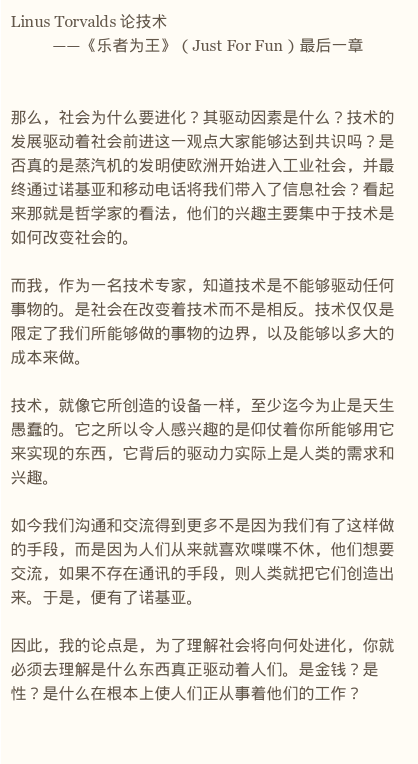 Linus Torvalds 论技术
——《乐者为王》（Just For Fun）最后一章
那么，社会为什么要进化？其驱动因素是什么？技术的
发展驱动着社会前进这一观点大家能够达到共识吗？是
否真的是蒸汽机的发明使欧洲开始进入工业社会，并最
终通过诺基亚和移动电话将我们带入了信息社会？看起
来那就是哲学家的看法，他们的兴趣主要集中于技术是
如何改变社会的。
而我，作为一名技术专家，知道技术是不能够驱动任何
事物的。是社会在改变着技术而不是相反。技术仅仅是
限定了我们所能够做的事物的边界，以及能够以多大的
成本来做。
技术，就像它所创造的设备一样，至少迄今为止是天生
愚蠢的。它之所以令人感兴趣的是仰仗着你所能够用它
来实现的东西，它背后的驱动力实际上是人类的需求和
兴趣。
如今我们沟通和交流得到更多不是因为我们有了这样做
的手段，而是因为人们从来就喜欢喋喋不休，他们想要
交流，如果不存在通讯的手段，则人类就把它们创造出
来。于是，便有了诺基亚。
因此，我的论点是，为了理解社会将向何处进化，你就
必须去理解是什么东西真正驱动着人们。是金钱？是
性？是什么在根本上使人们正从事着他们的工作？